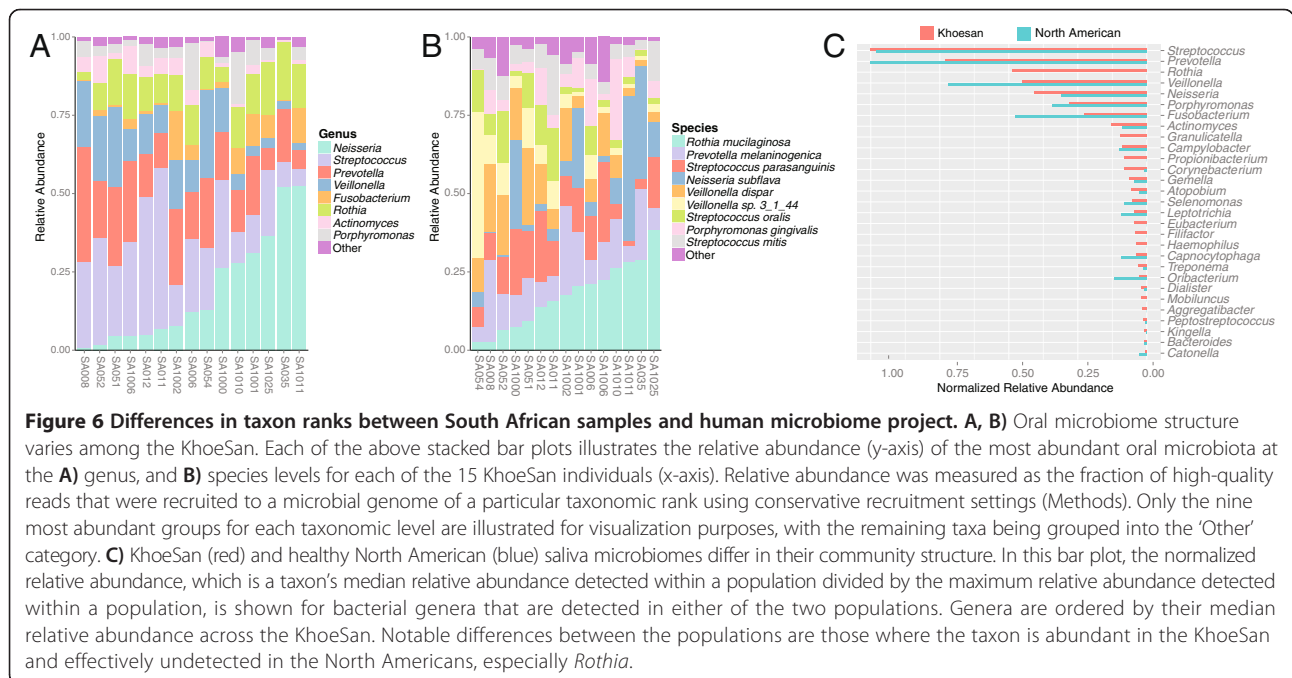 A
1.00
0.75
0.50
0.25
0.00
Relative Abundance
SA008
SA052
SA051
SA1006
SA012
SA011
SA1002
SA006
SA054
SA1000
SA1010
SA1001
SA1025
SA035
SA1011
Genus
Neisseria
Streptococcus
Prevotella
Veillonella
Fusobacterium
Rothia
Actinomyces
Porphyromonas
Other
B
1.00
0.75
0.50
0.25
0.00
Relative Abundance
SA054
SA008
SA052
SA1000
SA051
SA012
SA011
SA1002
SA1001
SA006
SA1006
SA1010
SA1011
SA035
SA1025
Species
Rothia mucilaginosa
Prevotella melaninogenica
Streptococcus parasanguinis
Neisseria subflava
Veillonella dispar
Veillonella sp. 3_1_44
Streptococcus oralis
Porphyromonas gingivalis
Streptococcus mitis
Other
C
Khoesan
North American
Streptococcus
Prevotella
Rothia
Veillonella
Neisseria
Porphyromonas
Fusobacterium
Actinomyces
Granulicatella
Campylobacter
Propionibacterium
Corynebacterium
Gemella
Atopobium
Selenomonas
Leptotrichia
Eubacterium
Filifactor
Haemophilus
Capnocytophaga
Treponema
Oribacterium
Dialister
Mobiluncus
Aggregatibacter
Peptostreptococcus
Kingella
Bacteroides
Catonella
1.00 0.75 0.50 0.25 0.00
Normalized Relative Abundance
Figure 6 Differences in taxon ranks between South African samples and human microbiome project. A, B) Oral microbiome structure
varies among the KhoeSan. Each of the above stacked bar plots illustrates the relative abundance (y-axis) of the most abundant oral microbiota at
the A) genus, and B) species levels for each of the 15 KhoeSan individuals (x-axis). Relative abundance was measured as the fraction of high-quality
reads that were recruited to a microbial genome of a particular taxonomic rank using conservative recruitment settings (Methods). Only the nine
most abundant groups for each taxonomic level are illustrated for visualization purposes, with the remaining taxa being grouped into the 'Other'
category. C) KhoeSan (red) and healthy North American (blue) saliva microbiomes differ in their community structure. In this bar plot, the normalized
relative abundance, which is a taxon's median relative abundance detected within a population divided by the maximum relative abundance detected
within a population, is shown for bacterial genera that are detected in either of the two populations. Genera are ordered by their median
relative abundance across the KhoeSan. Notable differences between the populations are those where the taxon is abundant in the KhoeSan
and effectively undetected in the North Americans, especially Rothia.